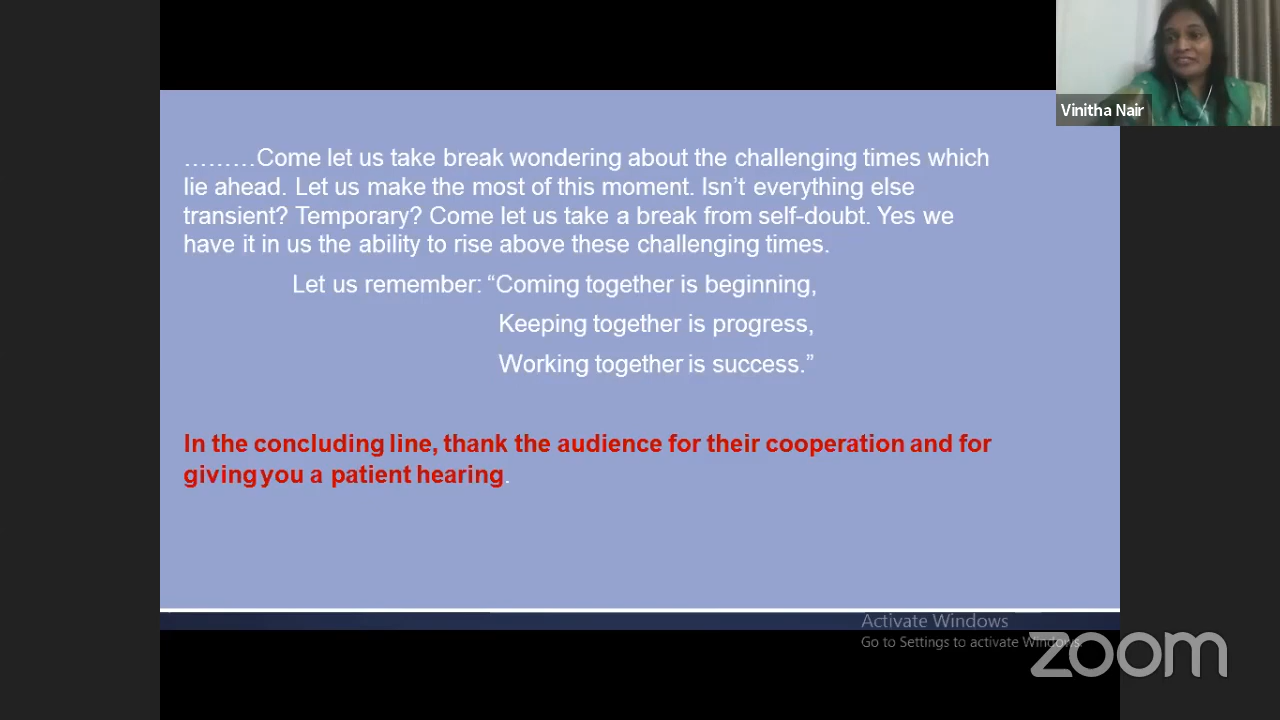 Vinitha Nair
………Come let us take break wondering about the challenging times which
lie ahead. Let us make the most of this moment. Isn’t everything else
transient? Temporary? Come let us take a break from self-doubt. Yes we
have it in us the ability to rise above these challenging times.
Let us remember: “Coming together is beginning,
Keeping together is progress,
Working together is success.”
In the concluding line, thank the audience for their cooperation and for
giving you a patient hearing.
Activate Windows
Go to Settings to activate Windows.
zoom